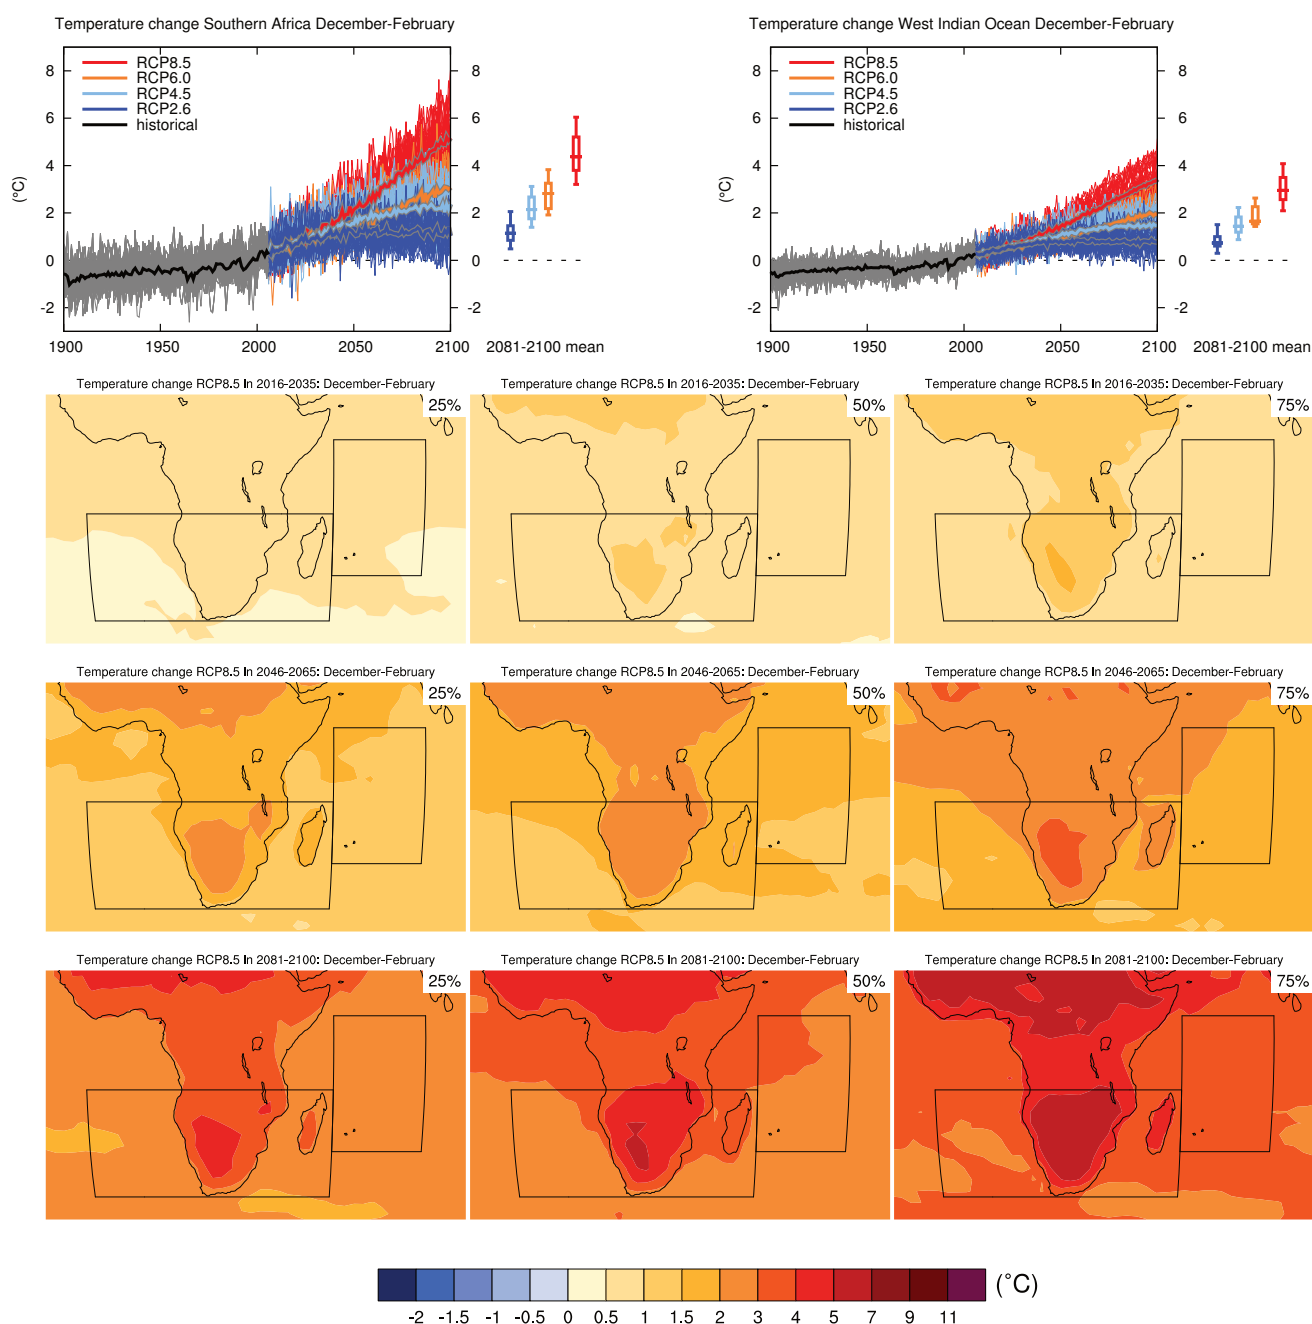 Temperature change Southern Africa December-February
8
6
4
2
0
-2
(°C)
RCP8.5
RCP6.0
RCP4.5
RCP2.6
historical
8
6
4
2
0
-2
1900 1950 2000 2050 2100 2081-2100 mean
Temperature change West Indian Ocean December-February
8
6
4
2
0
-2
(°C)
RCP8.5
RCP6.0
RCP4.5
RCP2.6
historical
8
6
4
2
0
-2
1900 1950 2000 2050 2100 2081-2100 mean
Temperature change RCP8.5 In 2016-2035: December-February
25%
Temperature change RCP8.5 In 2016-2035: December-February
50%
Temperature change RCP8.5 In 2016-2035: December-February
75%
Temperature change RCP8.5 In 2046-2065: December-February
25%
Temperature change RCP8.5 In 2046-2065: December-February
50%
Temperature change RCP8.5 In 2046-2065: December-February
75%
Temperature change RCP8.5 In 2081-2100: December-February
25%
Temperature change RCP8.5 In 2081-2100: December-February
50%
Temperature change RCP8.5 In 2081-2100: December-February
75%
(°C)
-2 -1.5 -1 -0.5 0 0.5 1 1.5 2 3 4 5 7 9 11